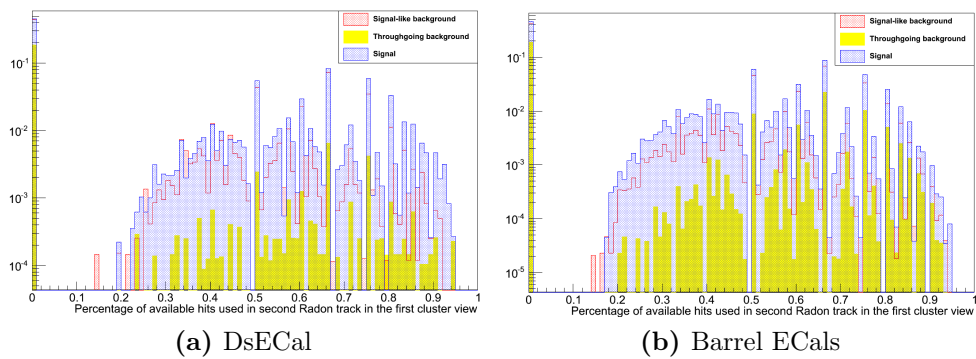 Signal-like background
Throughgoing background
Signal
10⁻¹
10⁻²
10⁻³
10⁻⁴
0 0.1 0.2 0.3 0.4 0.5 0.6 0.7 0.8 0.9 1
Percentage of available hits used in second Radon track in the first cluster view
(a) DsECal
Signal-like background
Throughgoing background
Signal
10⁻¹
10⁻²
10⁻³
10⁻⁴
10⁻⁵
0 0.1 0.2 0.3 0.4 0.5 0.6 0.7 0.8 0.9 1
Percentage of available hits used in second Radon track in the first cluster view
(b) Barrel ECals